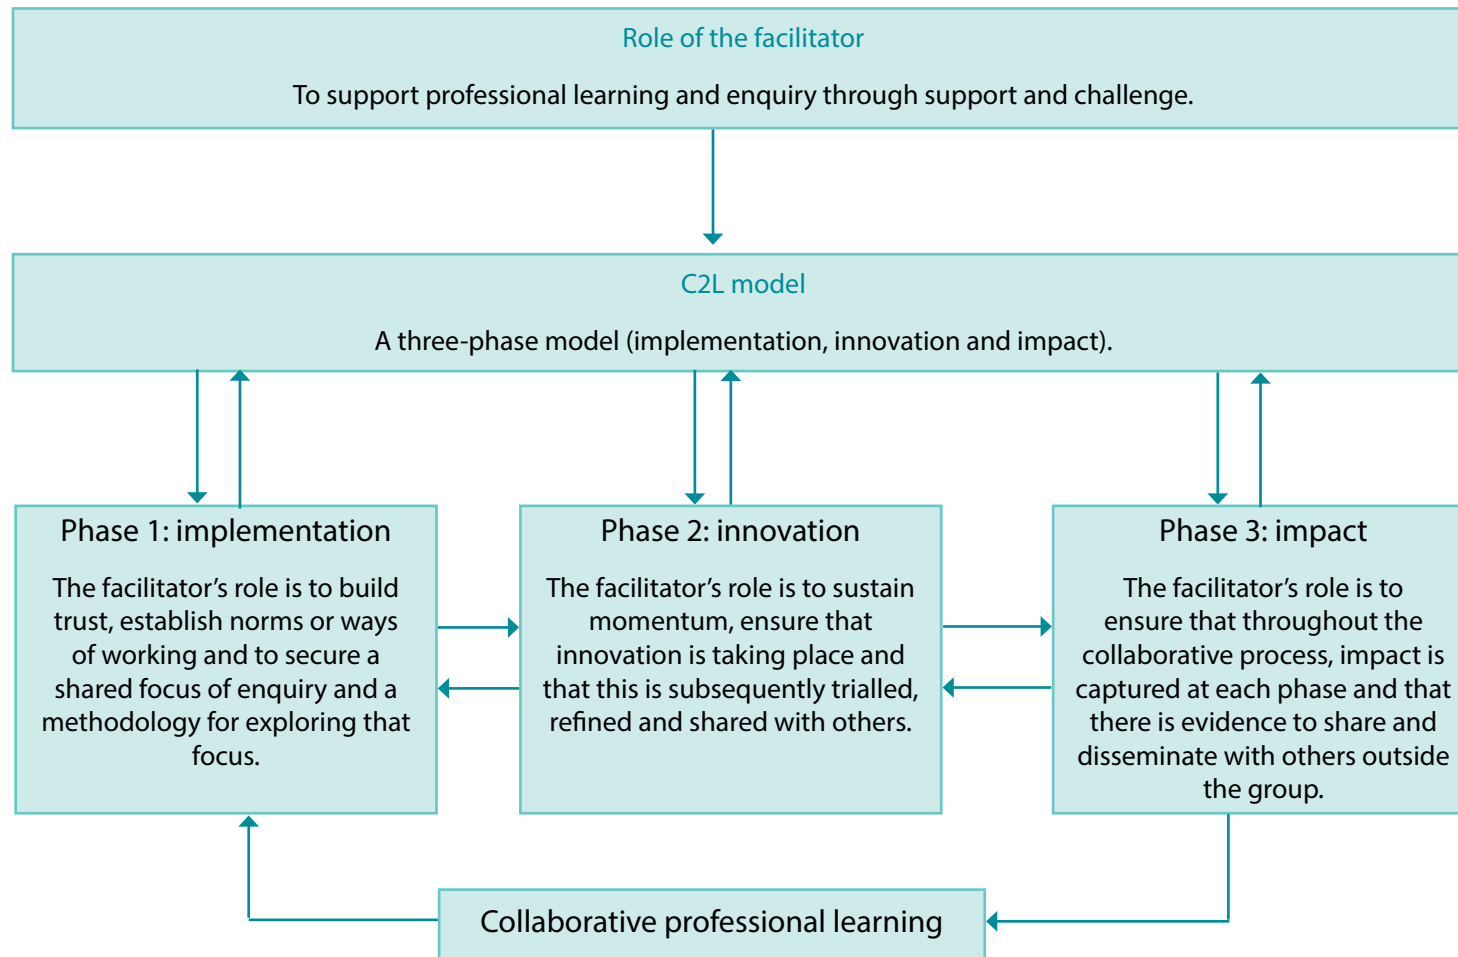 Role of the facilitator
To support professional learning and enquiry through support and challenge.
C2L model
A three-phase model (implementation, innovation and impact).
Phase 1: implementation
The facilitator’s role is to build
trust, establish norms or ways
of working and to secure a
shared focus of enquiry and a
methodology for exploring that
focus.
Phase 2: innovation
The facilitator’s role is to sustain
momentum, ensure that
innovation is taking place and
that this is subsequently trialled,
refined and shared with others.
Phase 3: impact
The facilitator’s role is to
ensure that throughout the
collaborative process, impact is
captured at each phase and that
there is evidence to share and
disseminate with others outside
the group.
Collaborative professional learning